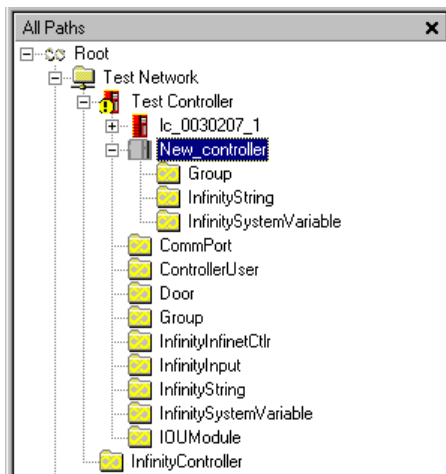 All Paths
Root
Test Network
Test Controller
Ic_0030207_1
New_controller
Group
InfinityString
InfinitySystemVariable
CommPort
ControllerUser
Door
Group
InfinityInfinetCtlr
InfinityInput
InfinityString
InfinitySystemVariable
IOUModule
InfinityController